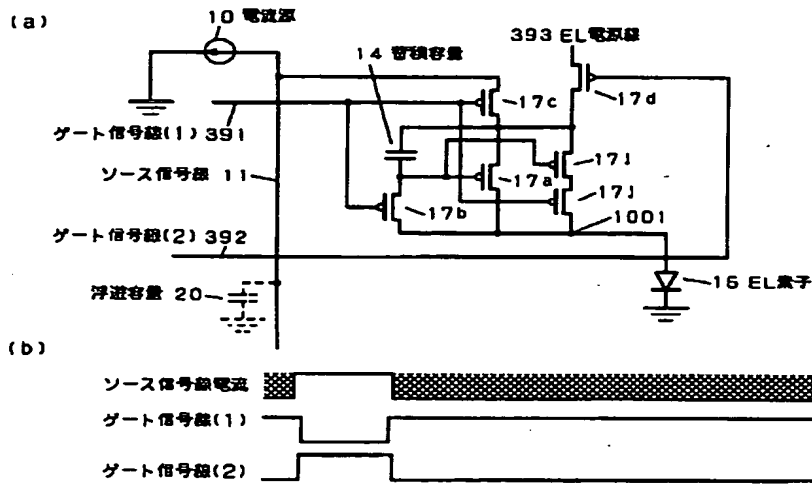 (a)
10 電流源
393 EL電源線
14 蓄積容量
17c
17d
ゲート信号線(1) 391
ソース信号線 11
17a
17i
17j
17b
1001
ゲート信号線(2) 392
浮遊容量 20
16 EL素子
(b)
ソース信号線電流
ゲート信号線(1)
ゲート信号線(2)